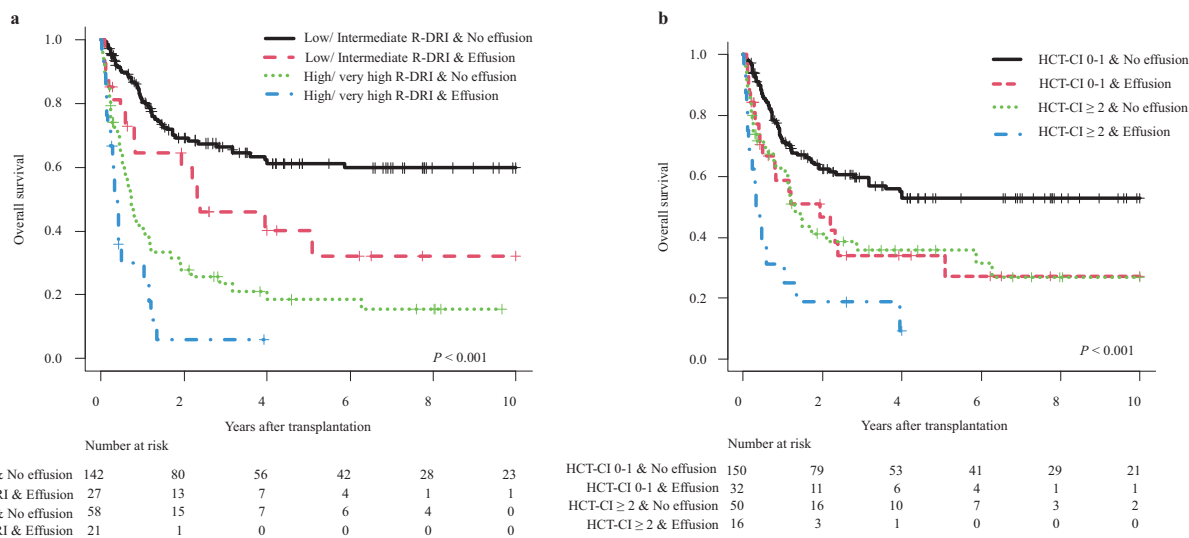 a
1.0
0.8
0.6
0.4
0.2
0.0
Overall survival
Low/ Intermediate R-DRI & No effusion
Low/ Intermediate R-DRI & Effusion
High/ very high R-DRI & No effusion
High/ very high R-DRI & Effusion
P < 0.001
0 2 4 6 8 10
Years after transplantation
Number at risk
& No effusion 142 80 56 42 28 23
RI & Effusion 27 13 7 4 1 1
& No effusion 58 15 7 6 4 0
RI & Effusion 21 1 0 0 0 0
b
1.0
0.8
0.6
0.4
0.2
0.0
Overall survival
HCT-CI 0-1 & No effusion
HCT-CI 0-1 & Effusion
HCT-CI ≥ 2 & No effusion
HCT-CI ≥ 2 & Effusion
P < 0.001
0 2 4 6 8 10
Years after transplantation
Number at risk
HCT-CI 0-1 & No effusion 150 79 53 41 29 21
HCT-CI 0-1 & Effusion 32 11 6 4 1 1
HCT-CI ≥ 2 & No effusion 50 16 10 7 3 2
HCT-CI ≥ 2 & Effusion 16 3 1 0 0 0